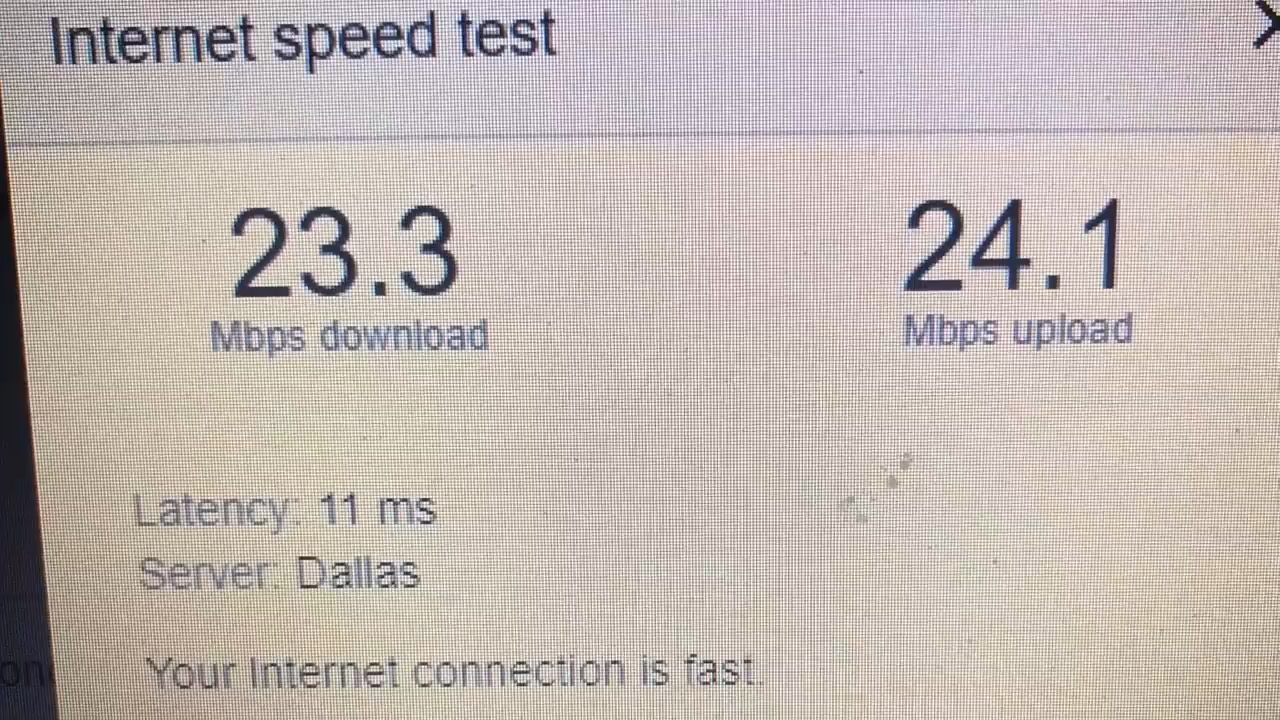 Internet speed test
23.3
Mbps download
24.1
Mbps upload
Latency: 11 ms
Server: Dallas
Your Internet connection is fast.